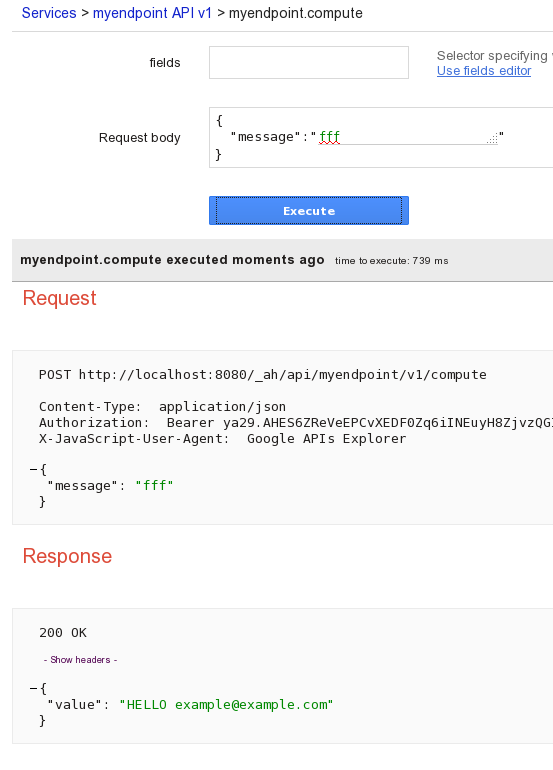 Services > myendpoint API v1 > myendpoint.compute
fields
Selector specifying
Use fields editor
Request body
{
"message":"fff"
}
Execute
myendpoint.compute executed moments ago time to execute: 739 ms
Request
POST http://localhost:8080/_ah/api/myendpoint/v1/compute
Content-Type: application/json
Authorization: Bearer ya29.AHES6ZReVeEPCvXEDF0Zq6iINEuyH8ZjvzQG
X-JavaScript-User-Agent: Google APIs Explorer
−{
"message": "fff"
}
Response
200 OK
- Show headers -
−{
"value": "HELLO example@example.com"
}